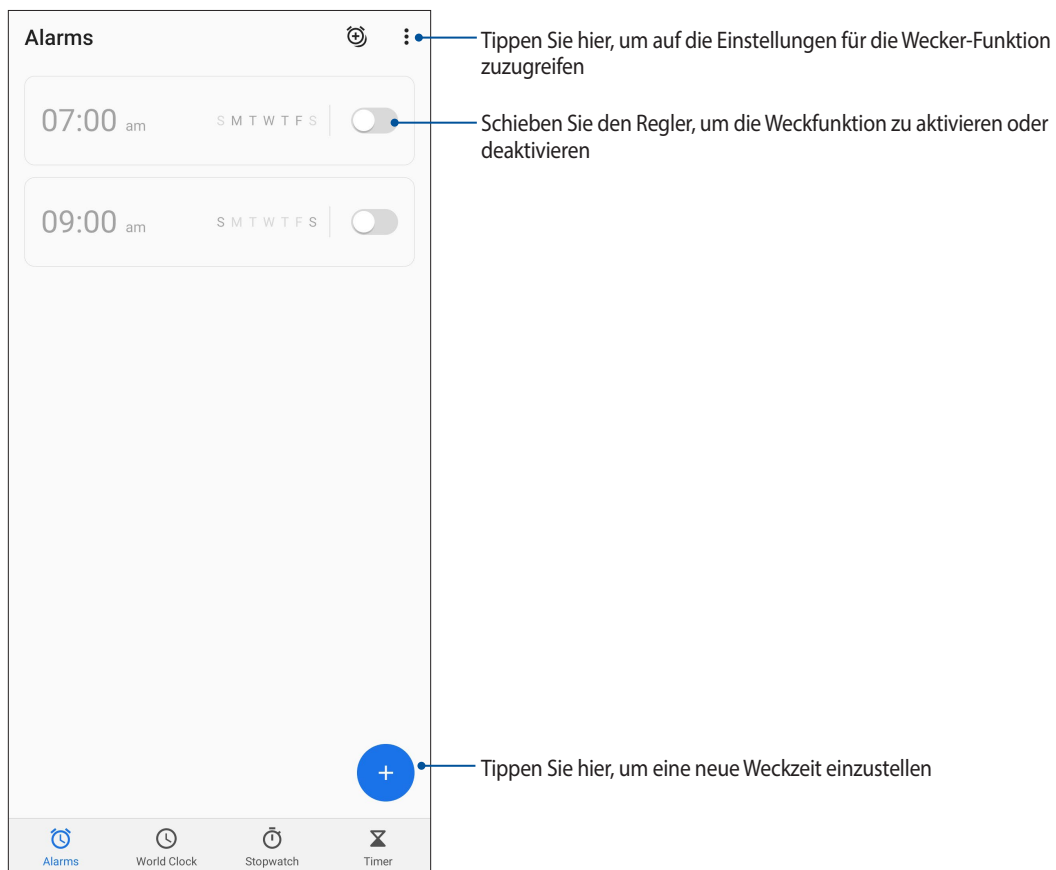 Alarms
Tippen Sie hier, um auf die Einstellungen für die Wecker-Funktion
zuzugreifen
07:00 am S M T W T F S
Schieben Sie den Regler, um die Weckfunktion zu aktivieren oder
deaktivieren
09:00 am S M T W T F S
Tippen Sie hier, um eine neue Weckzeit einzustellen
Alarms World Clock Stopwatch Timer